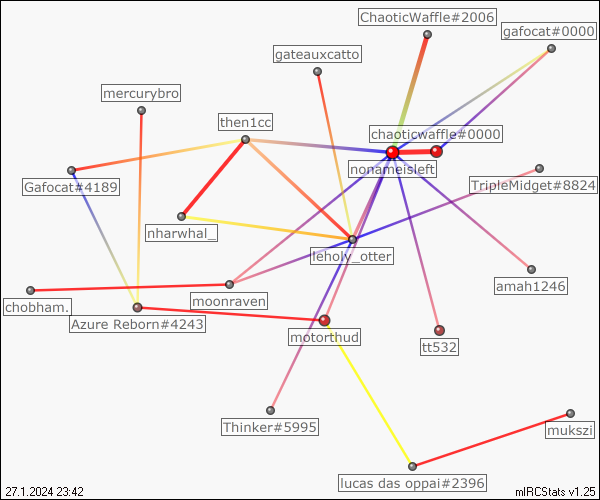 ChaoticWaffle#2006
gafocat#0000
gateauxcatto
mercurybro
then1cc
chaoticwaffle#0000
nonameisleft
Gafocat#4189
TripleMidget#8824
nharwhal_
leholy_otter
amah1246
moonraven
chobham.
Azure Reborn#4243
motorthud
tt532
Thinker#5995
mukszi
lucas das oppai#2396
27.1.2024 23:42
mIRCStats v1.25